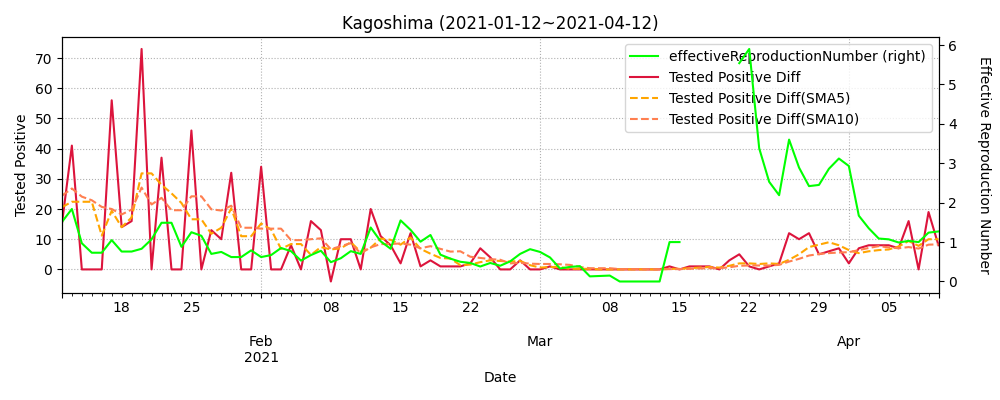 Kagoshima (2021-01-12~2021-04-12)
effectiveReproductionNumber (right)
Tested Positive Diff
Tested Positive Diff(SMA5)
Tested Positive Diff(SMA10)
Tested Positive
70
60
50
40
30
20
10
0
Effective Reproduction Number
6
5
4
3
2
1
0
18 25 08 15 22 08 15 22 29 05
Feb Mar Apr
2021
Date